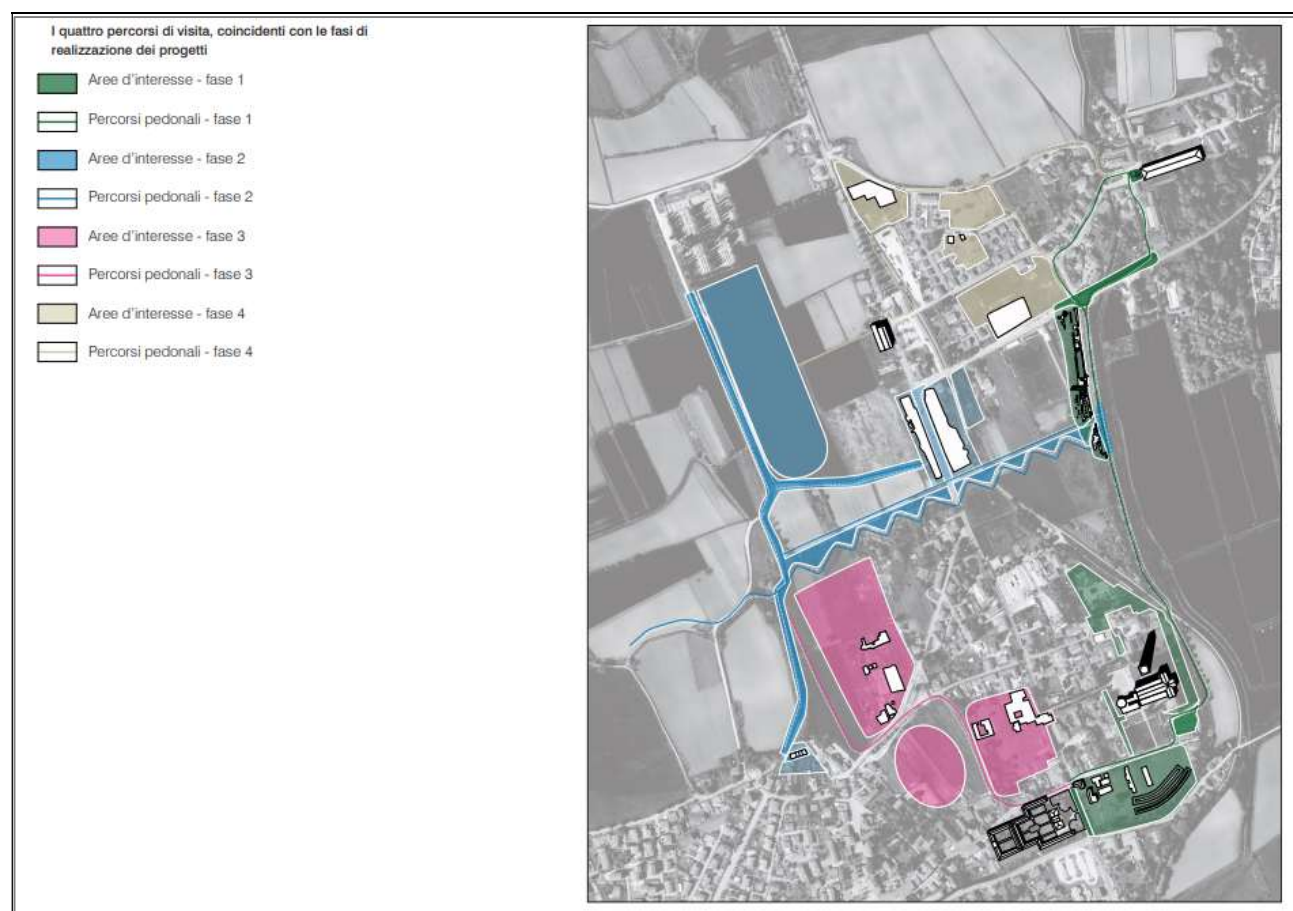 I quattro percorsi di visita, coincidenti con le fasi di
realizzazione dei progetti
Aree d'interesse - fase 1
Percorsi pedonali - fase 1
Aree d'interesse - fase 2
Percorsi pedonali - fase 2
Aree d'interesse - fase 3
Percorsi pedonali - fase 3
Aree d'interesse - fase 4
Percorsi pedonali - fase 4